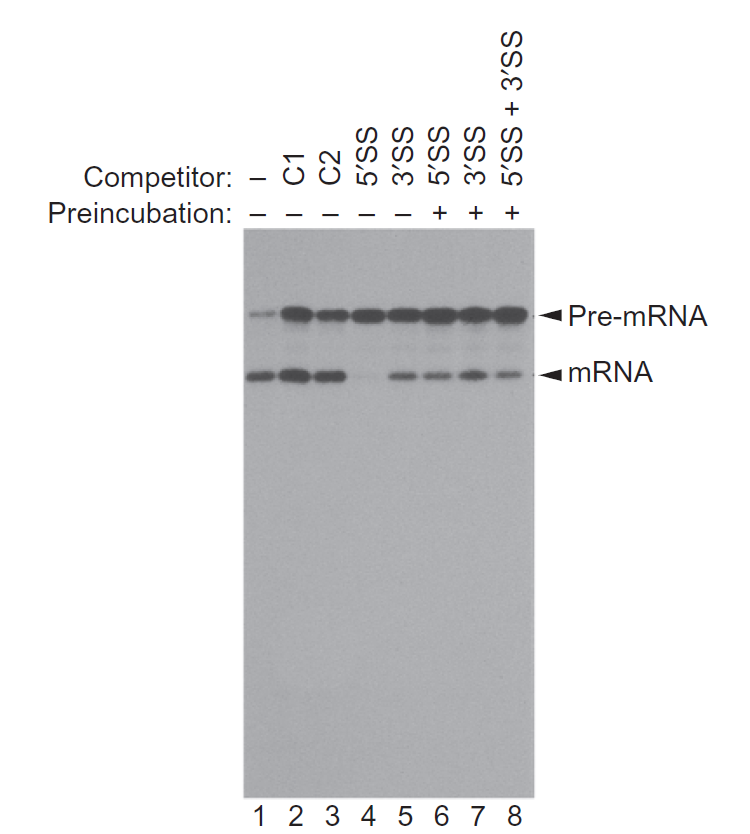 Competitor: – C1 C2 5′SS 3′SS 5′SS 3′SS 5′SS + 3′SS
Preincubation: – – – – – + + +
Pre-mRNA
mRNA
1 2 3 4 5 6 7 8